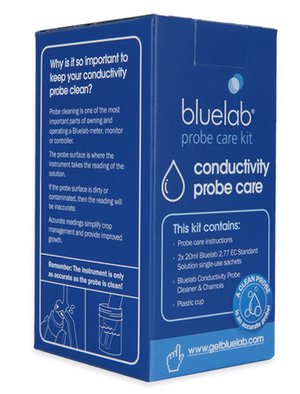 Why is it so important to
keep your conductivity
probe clean?
Probe cleaning is one of the most
important parts of owning and
operating a Bluelab meter, monitor
or controller.
The probe surface is where the
instrument takes the reading of the
solution.
If the probe surface is dirty or
contaminated, then the reading will
be inaccurate.
Accurate readings simplify crop
management and provide improved
growth.
Remember: The instrument is only
as accurate as the probe is clean!
bluelab®
probe care kit
conductivity
probe care
This kit contains:
• Probe care instructions
• 2x 20ml Bluelab 2.77 EC Standard
Solution single use sachets
• Bluelab Conductivity Probe
Cleaner & Chamois
• Plastic cup
A CLEAN PROBE
is an accurate probe!
www.getbluelab.com